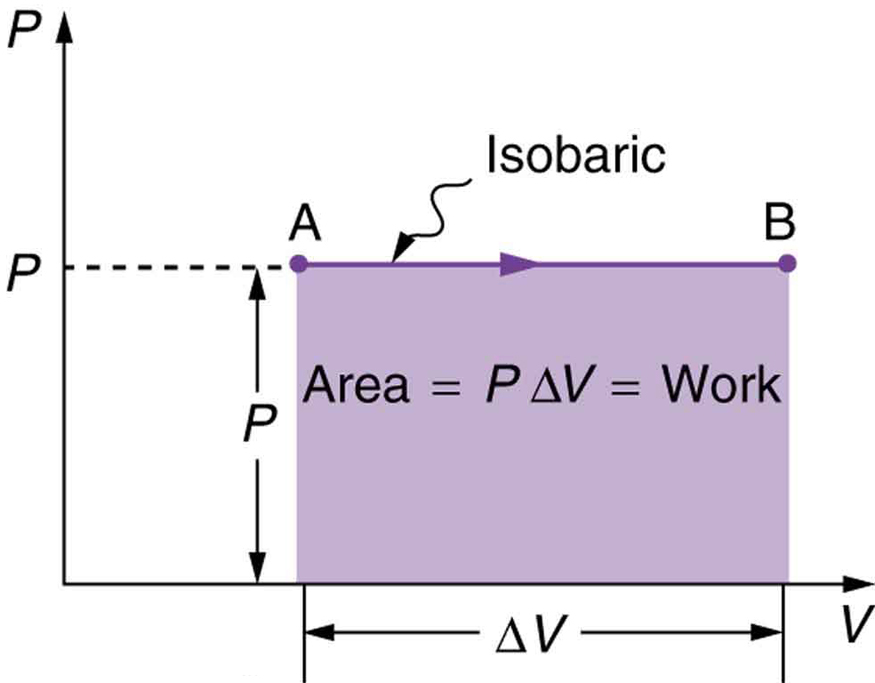 P
Isobaric
A
B
P
Area = P ΔV = Work
P
ΔV
V